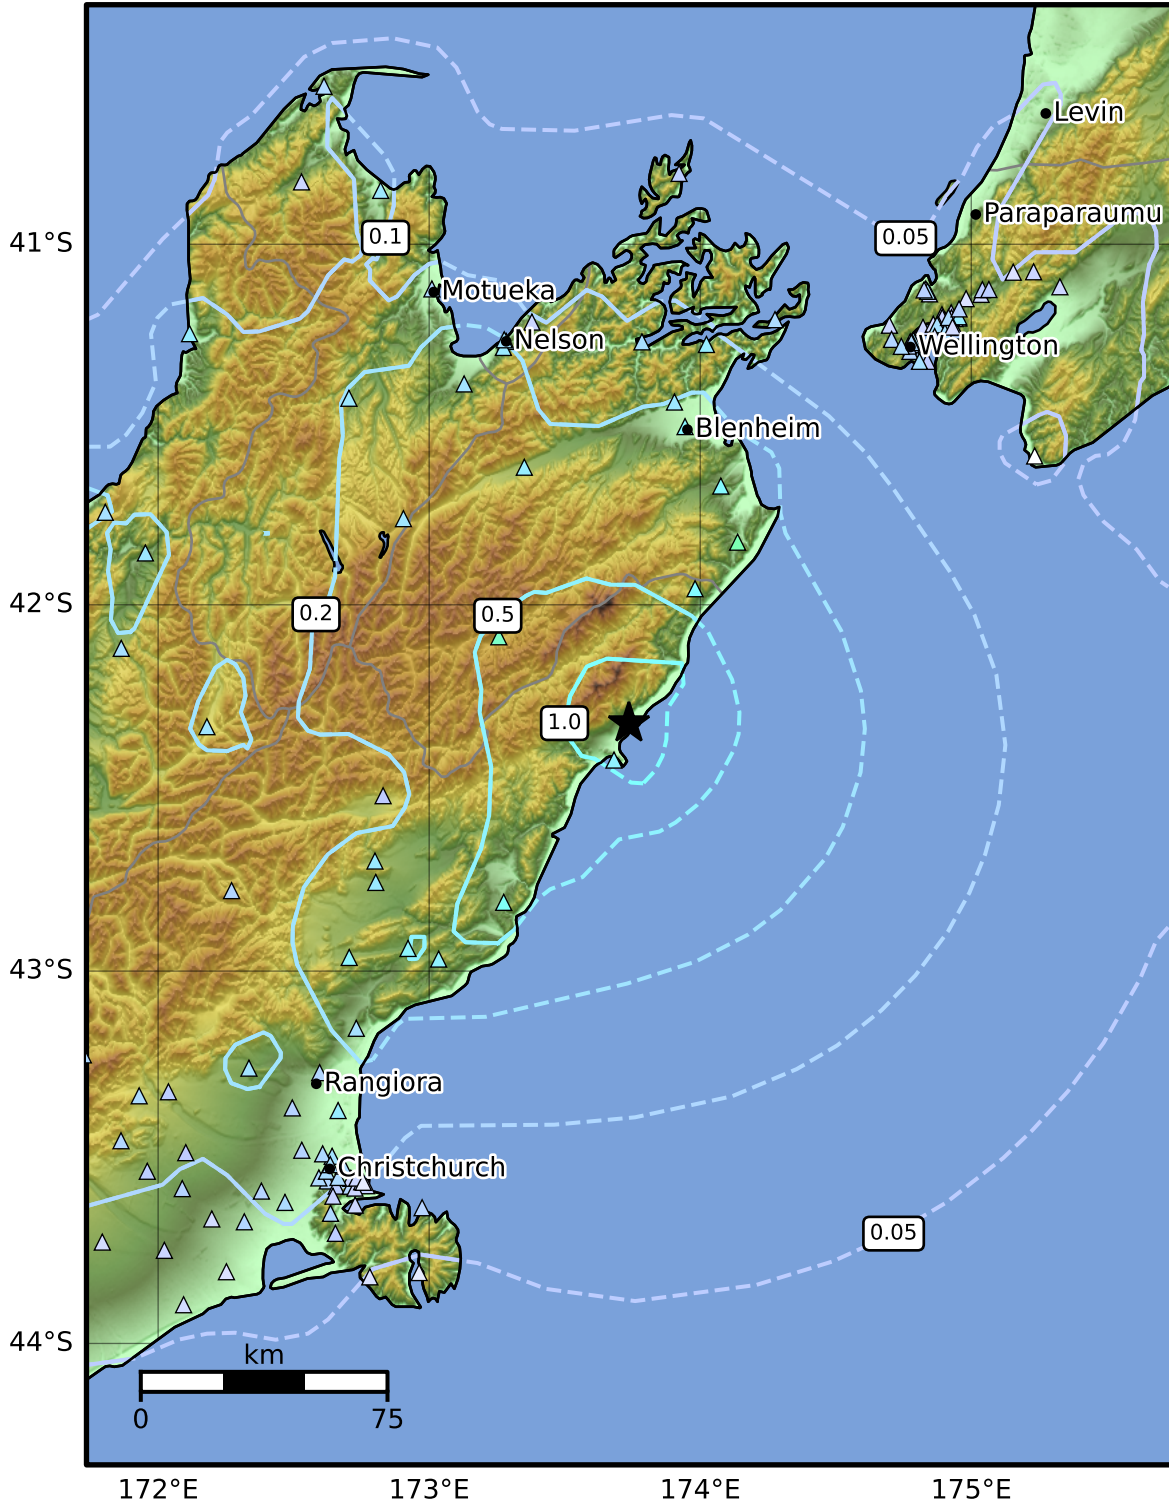 Levin
Paraparaumu
41°S
0.1
0.05
Motueka
Nelson
Wellington
Blenheim
42°S
0.2
0.5
1.0
43°S
Rangiora
Christchurch
0.05
44°S
km
0 75
172°E 173°E 174°E 175°E